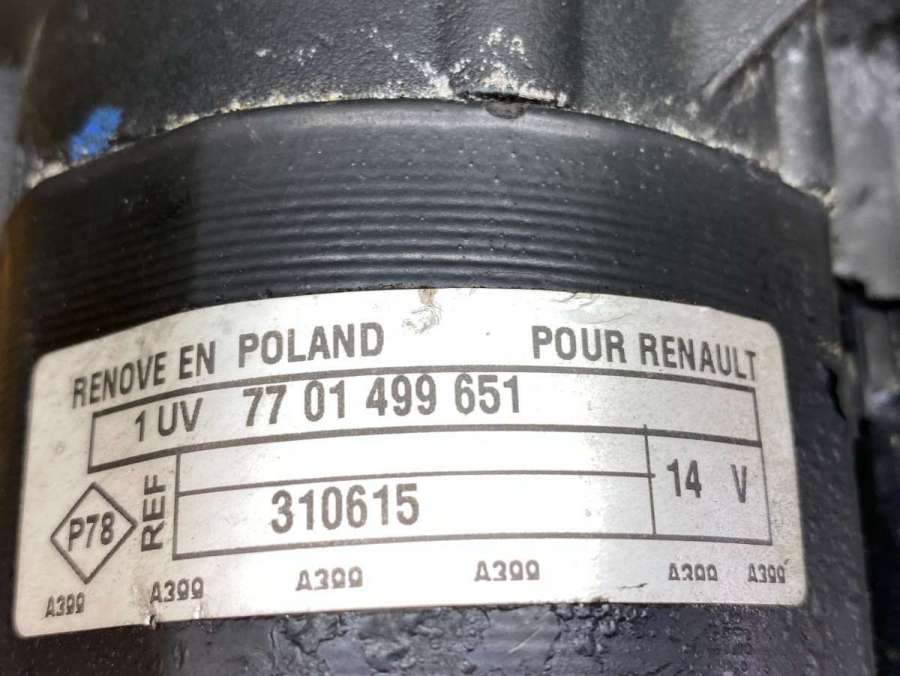 RENOVE EN POLAND POUR RENAULT
1 UV 77 01 499 651
P78 REF 310615 14 V
A399 A399 A399 A399 A399 A399